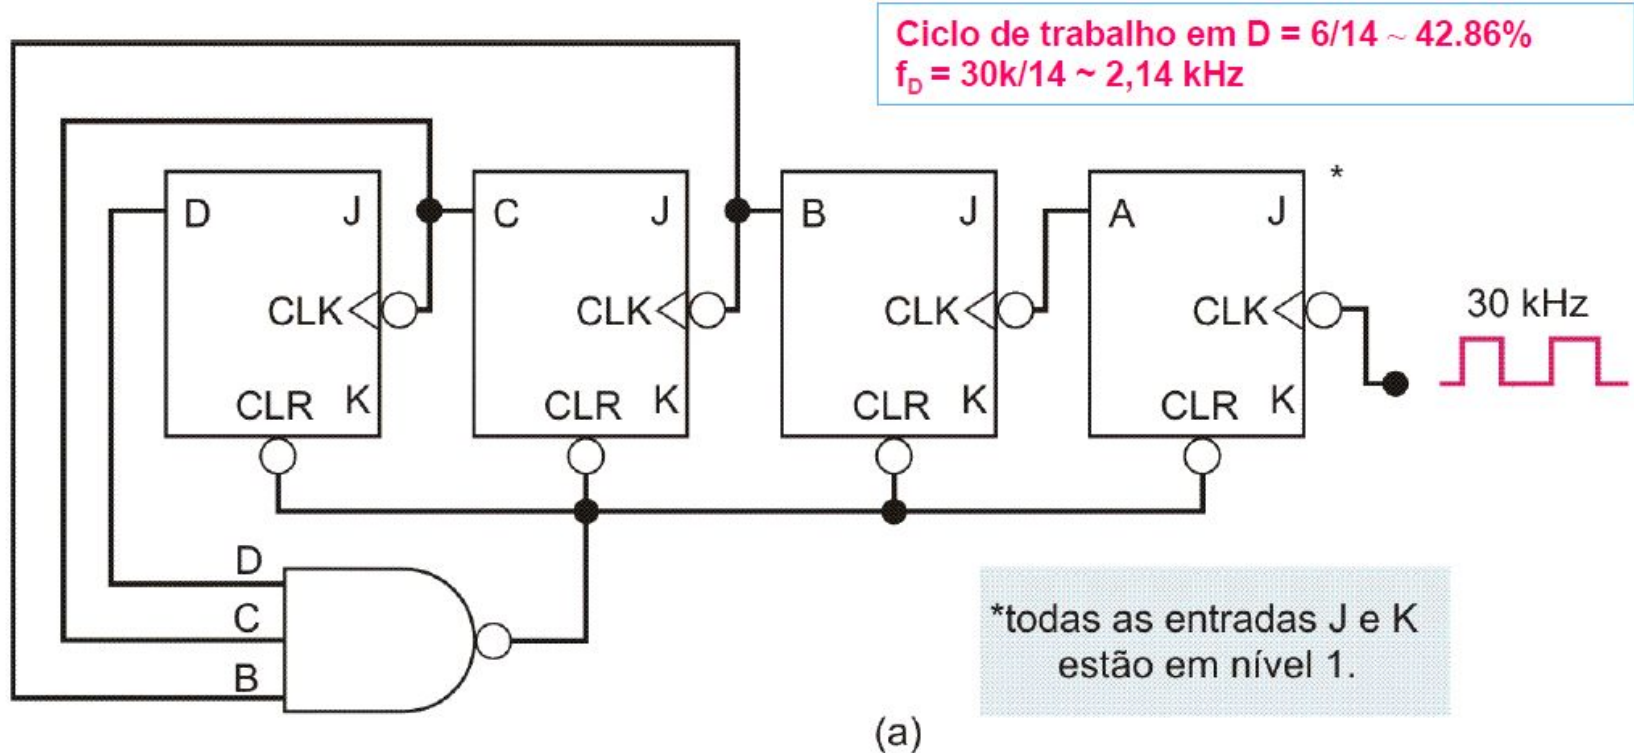 Ciclo de trabalho em D = 6/14 ~ 42.86%
f_D = 30k/14 ~ 2,14 kHz
*
D J C J B J A J
CLK CLK CLK CLK
30 kHz
CLR K CLR K CLR K CLR K
D
C
B
*todas as entradas J e K
estão em nível 1.
(a)